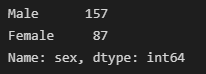 Male      157
Female     87
Name: sex, dtype: int64